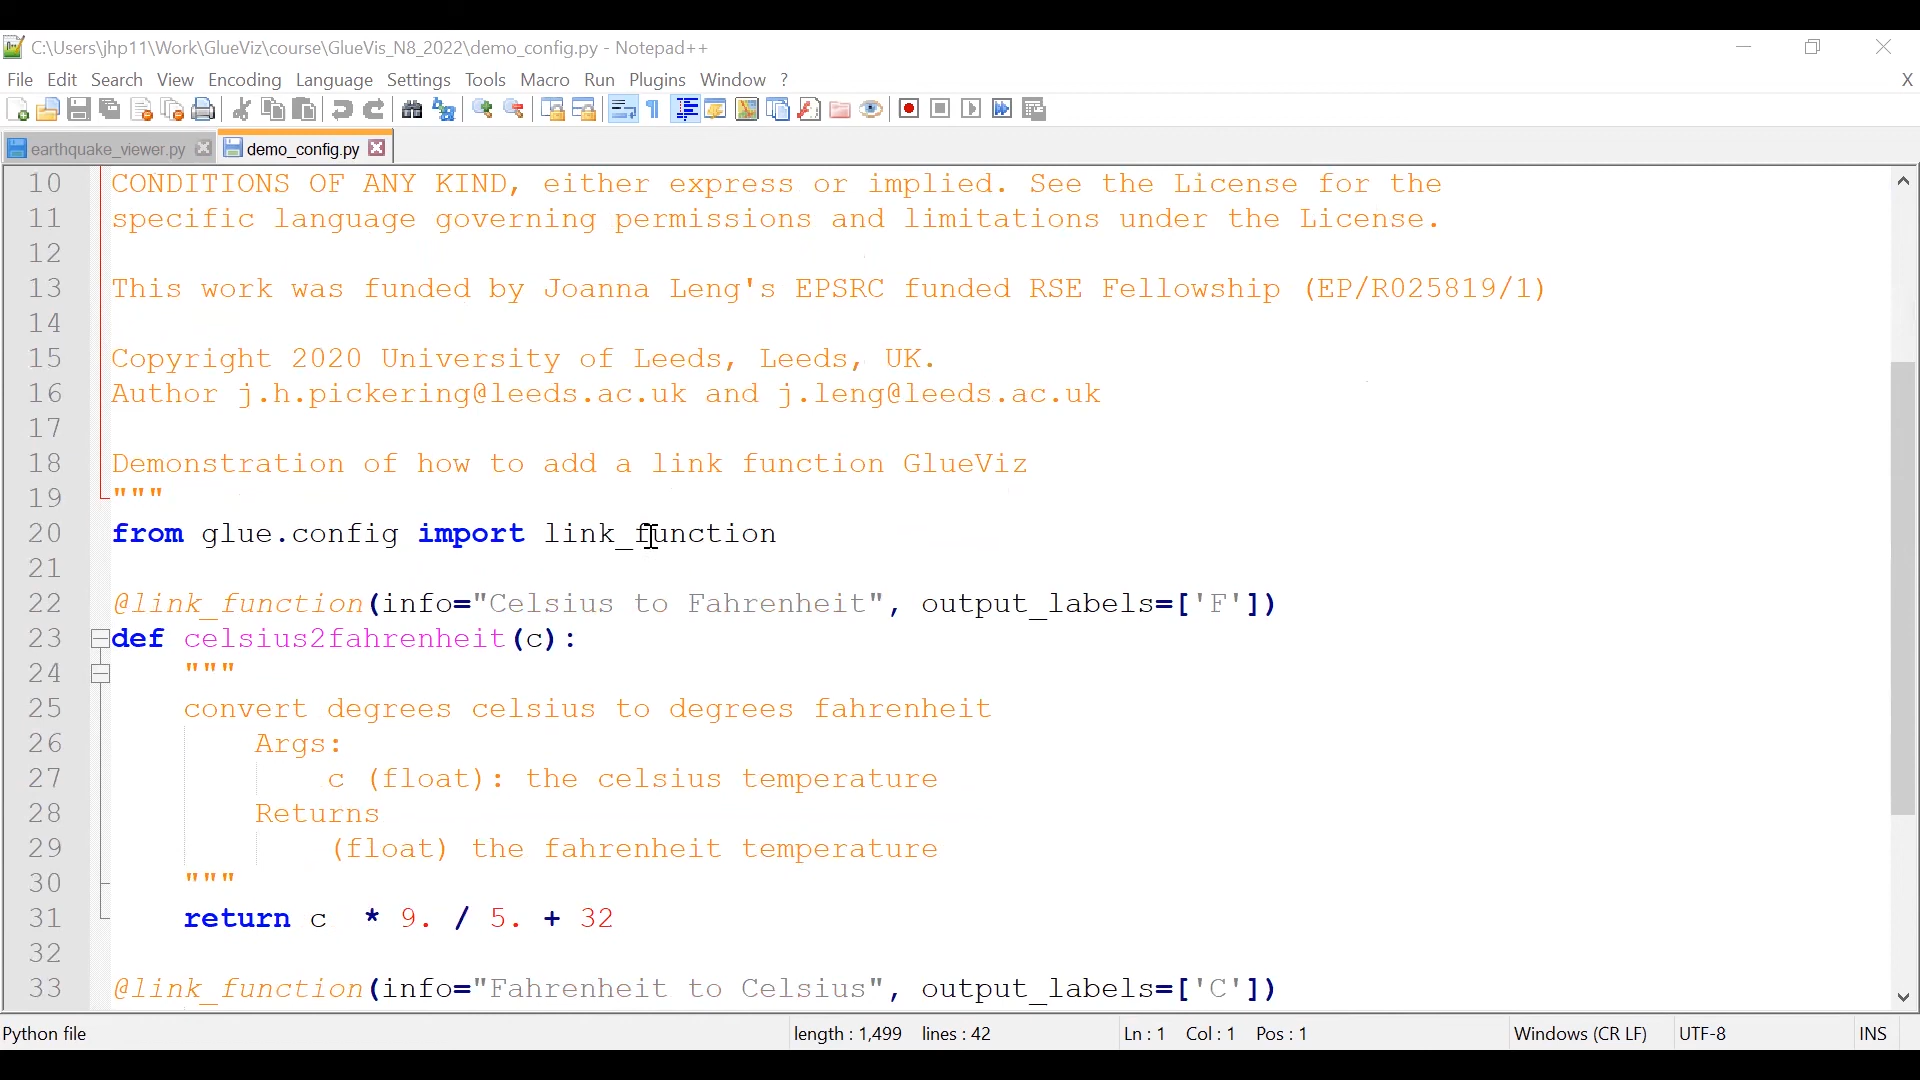 C:\Users\jhp11\Work\GlueViz\course\GlueVis_N8_2022\demo_config.py - Notepad++
File Edit Search View Encoding Language Settings Tools Macro Run Plugins Window ? X
earthquake_viewer.py demo_config.py
10 CONDITIONS OF ANY KIND, either express or implied. See the License for the
11 specific language governing permissions and limitations under the License.
12
13 This work was funded by Joanna Leng's EPSRC funded RSE Fellowship (EP/R025819/1)
14
15 Copyright 2020 University of Leeds, Leeds, UK.
16 Author j.h.pickering@leeds.ac.uk and j.leng@leeds.ac.uk
17
18 Demonstration of how to add a link function GlueViz
19 """
20 from glue.config import link_function
21
22 @link_function(info="Celsius to Fahrenheit", output_labels=['F'])
23 def celsius2fahrenheit(c):
24 """
25 convert degrees celsius to degrees fahrenheit
26 Args:
27 c (float): the celsius temperature
28 Returns
29 (float) the fahrenheit temperature
30 """
31 return c  * 9. / 5. + 32
32
33 @link_function(info="Fahrenheit to Celsius", output_labels=['C'])
Python file length : 1,499 lines : 42 Ln : 1 Col : 1 Pos : 1 Windows (CR LF) UTF-8 INS